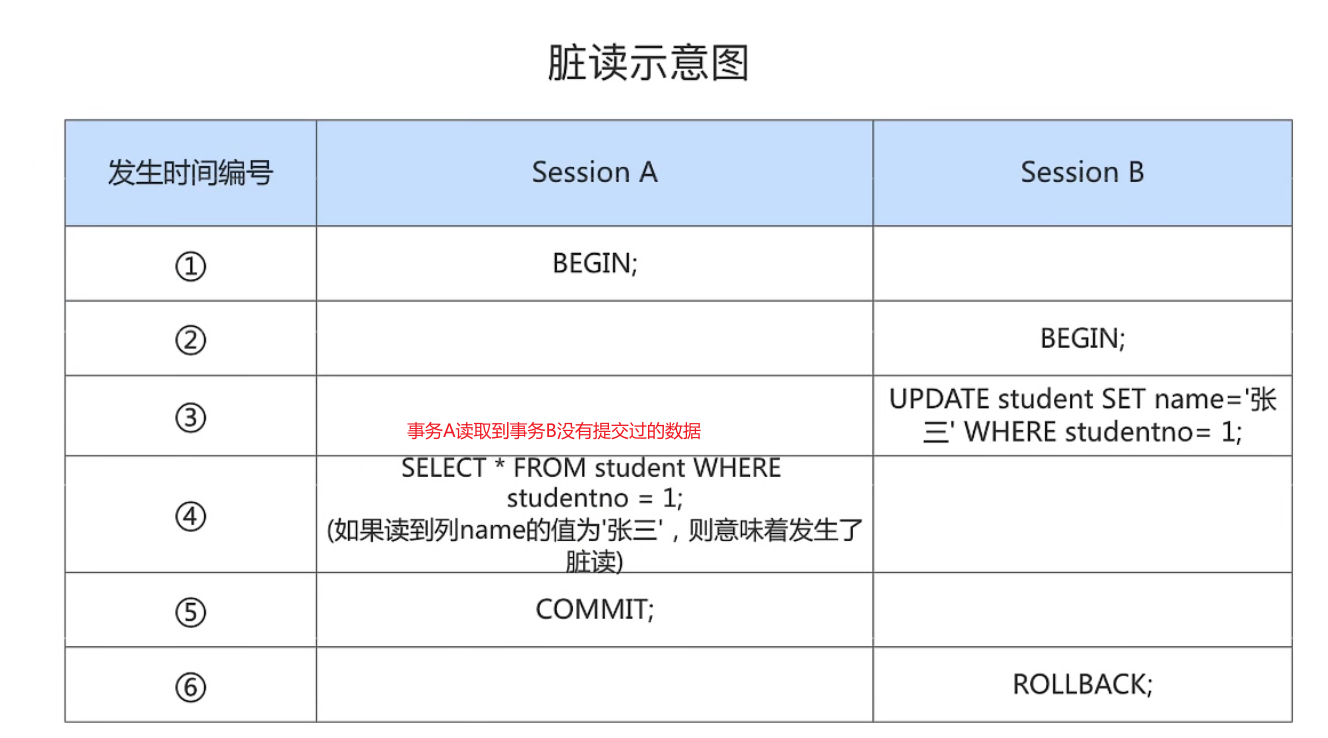 脏读示意图
发生时间编号
Session A
Session B
①
BEGIN;
②
BEGIN;
③
事务A读取到事务B没有提交过的数据
UPDATE student SET name='张
三' WHERE studentno= 1;
④
SELECT * FROM student WHERE
studentno = 1;
(如果读到列name的值为'张三'，则意味着发生了
脏读)
⑤
COMMIT;
⑥
ROLLBACK;